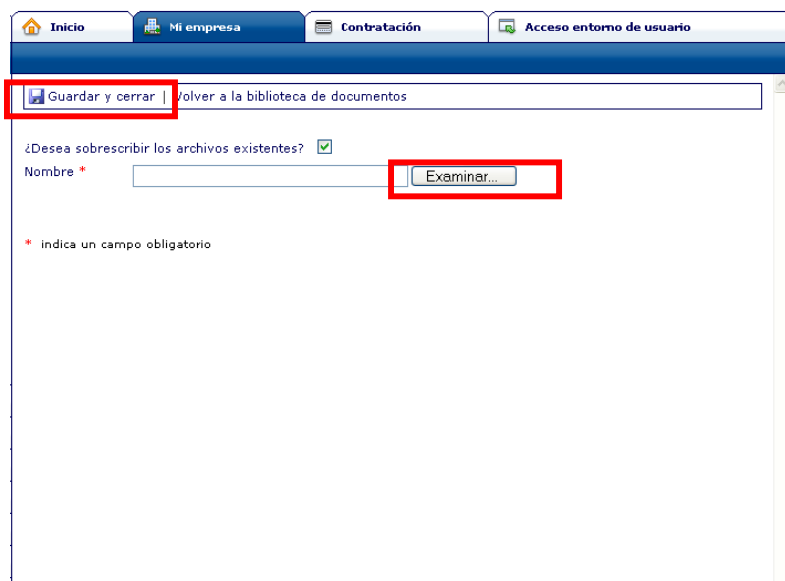 Inicio Mi empresa Contratación Acceso entorno de usuario
Guardar y cerrar | Volver a la biblioteca de documentos
¿Desea sobrescribir los archivos existentes?
Nombre * Examinar...
* indica un campo obligatorio